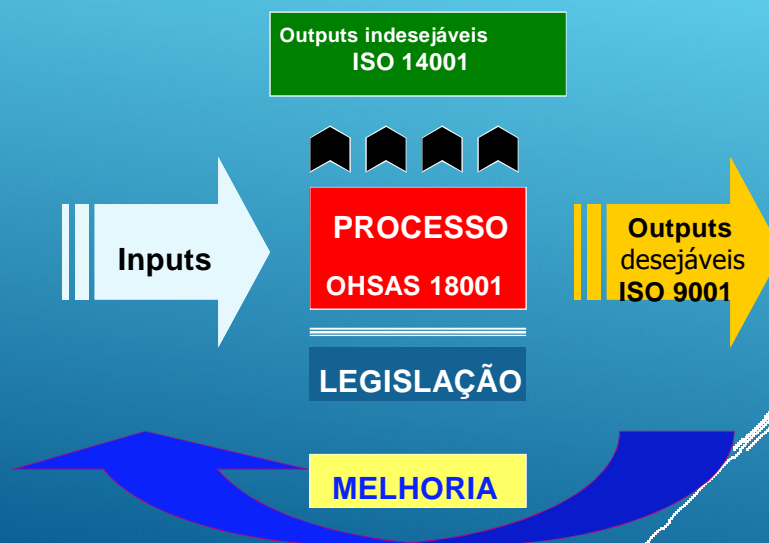 Outputs indesejáveis
ISO 14001
Inputs
PROCESSO
OHSAS 18001
Outputs
desejáveis
ISO 9001
LEGISLAÇÃO
MELHORIA